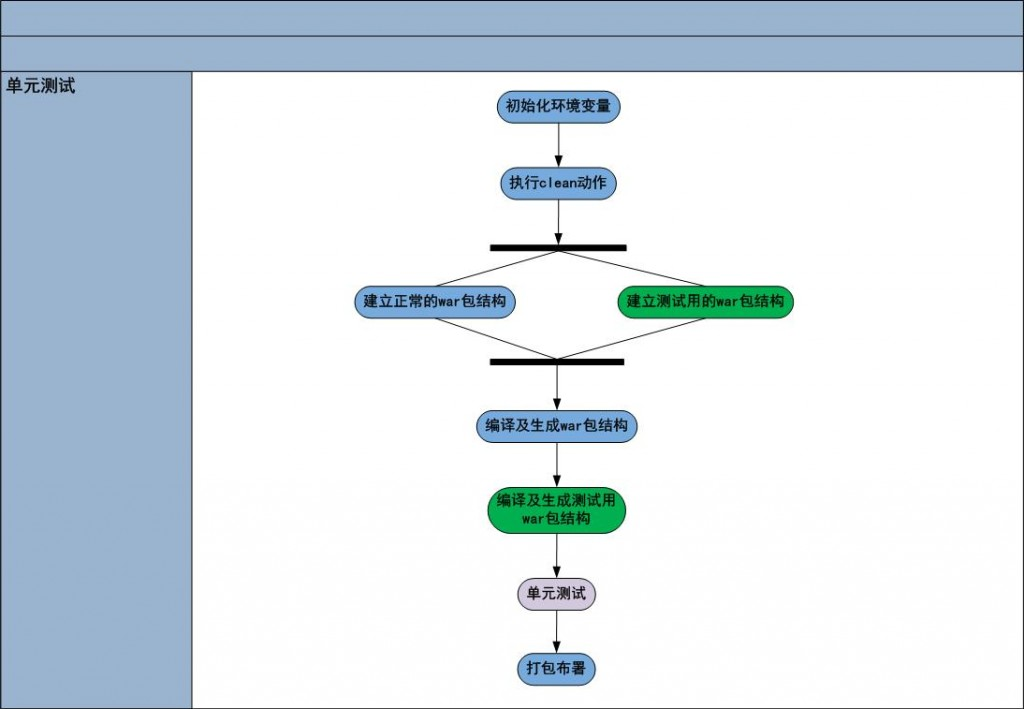 单元测试
初始化环境变量
执行clean动作
建立正常的war包结构
建立测试用的war包结构
编译及生成war包结构
编译及生成测试用
war包结构
单元测试
打包布署